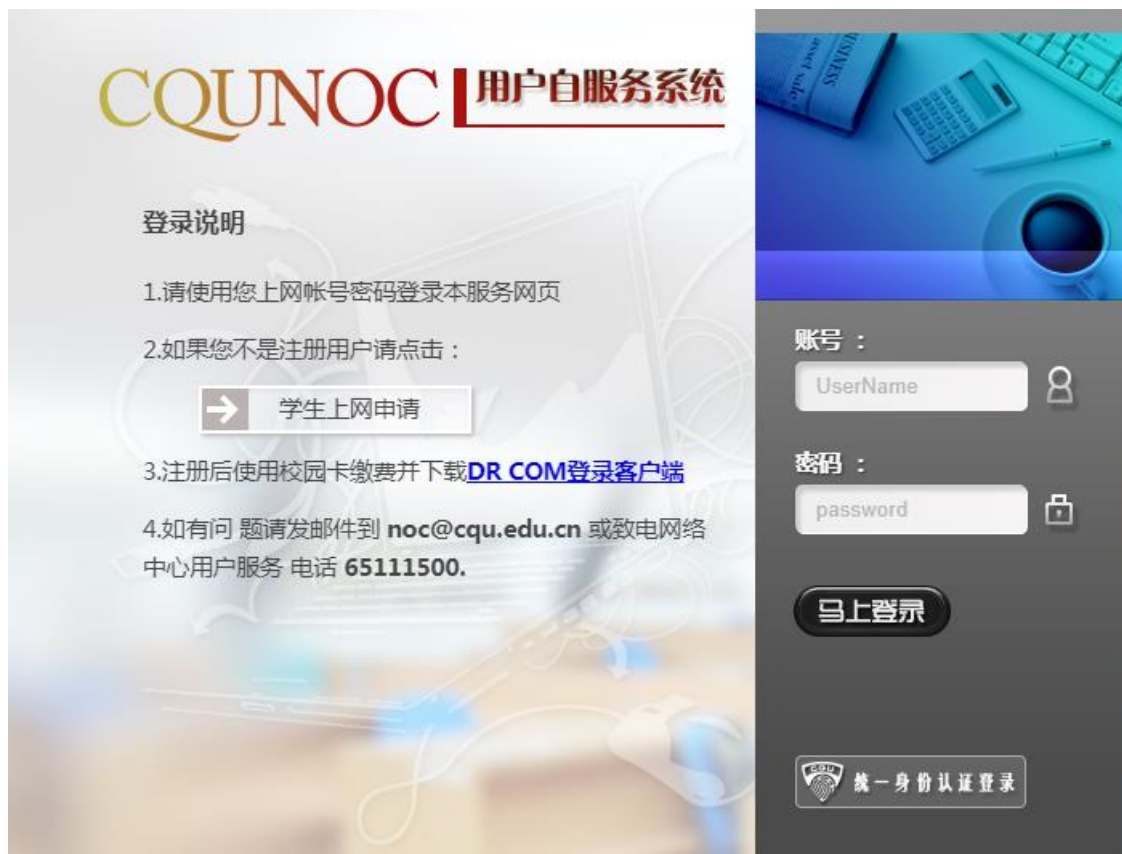 CQUNOC 用户自服务系统
登录说明
1.请使用您上网帐号密码登录本服务网页
2.如果您不是注册用户请点击：
学生上网申请
3.注册后使用校园卡缴费并下载DR COM登录客户端
4.如有问 题请发邮件到 noc@cqu.edu.cn 或致电网络
中心用户服务 电话 65111500.
BUSINESS
账号 ：
UserName
密码 ：
password
马上登录
CQU
统一身份认证登录